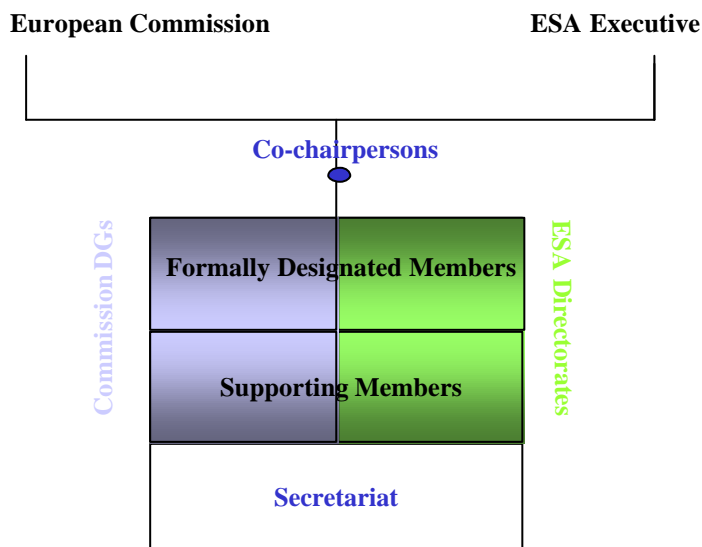 European Commission
ESA Executive
Co-chairpersons
Commission DGs
Formally Designated Members
ESA Directorates
Supporting Members
Secretariat